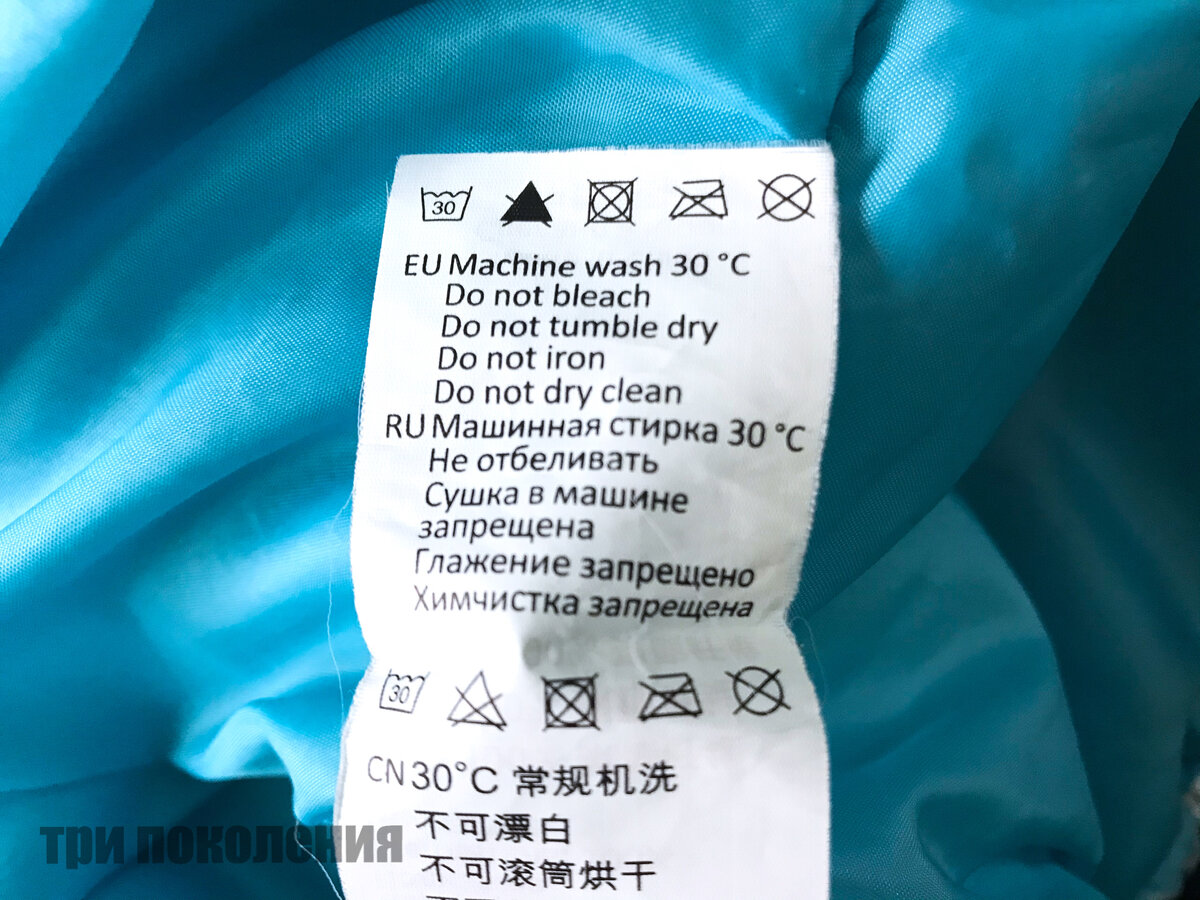 30
EU Machine wash 30 °C
Do not bleach
Do not tumble dry
Do not iron
Do not dry clean
RU Машинная стирка 30 °C
Не отбеливать
Сушка в машине
запрещена
Глажение запрещено
Химчистка запрещена
30
CN 30°C 常规机洗
不可漂白
不可滚筒烘干
три поколения